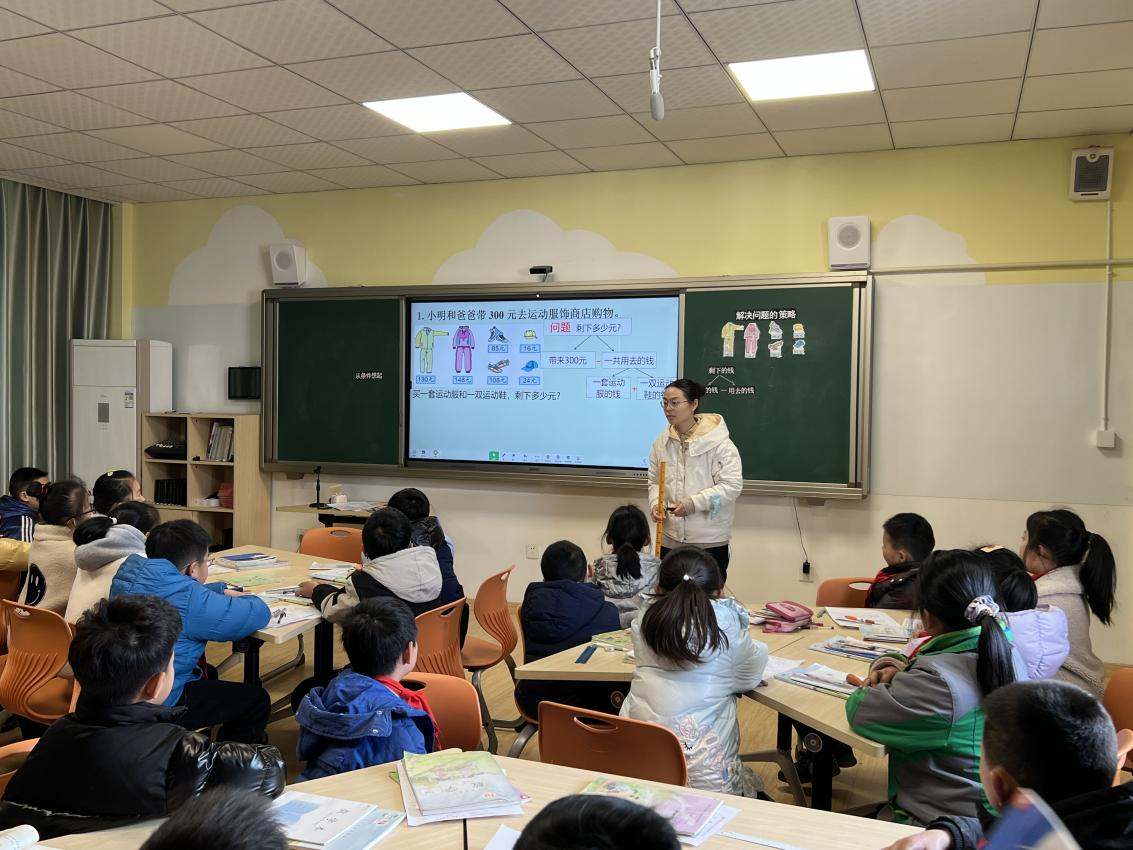 从条件想起
1. 小明和爸爸带 300 元去运动服饰商店购物。
问题 剩下多少元?
85元
16元
带来300元 - 一共用去的钱
130元
148元
108元
24元
一套运动服的钱 + 一双运动鞋的钱
买一套运动服和一双运动鞋，剩下多少元?
解决问题的策略
剩下的钱
的钱 — 用去的钱